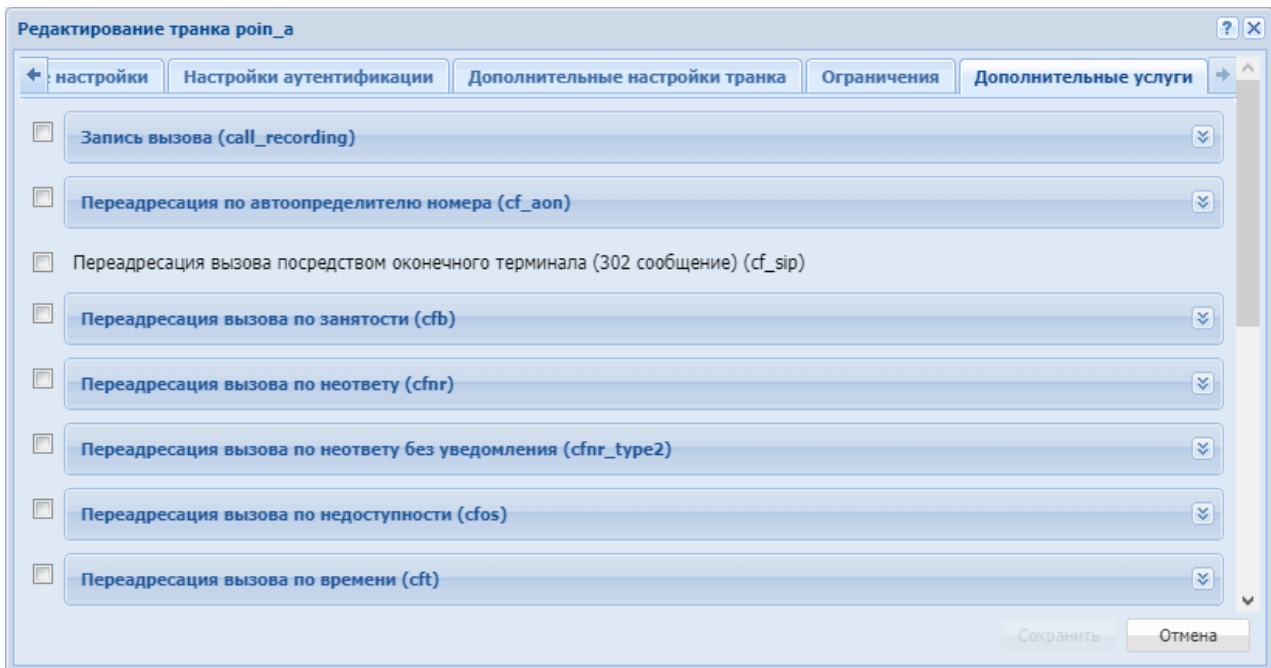 Редактирование транка poin_a
настройки Настройки аутентификации Дополнительные настройки транка Ограничения Дополнительные услуги
Запись вызова (call_recording)
Переадресация по автоопределителю номера (cf_aon)
Переадресация вызова посредством оконечного терминала (302 сообщение) (cf_sip)
Переадресация вызова по занятости (cfb)
Переадресация вызова по неответу (cfnr)
Переадресация вызова по неответу без уведомления (cfnr_type2)
Переадресация вызова по недоступности (cfos)
Переадресация вызова по времени (cft)
Сохранить Отмена